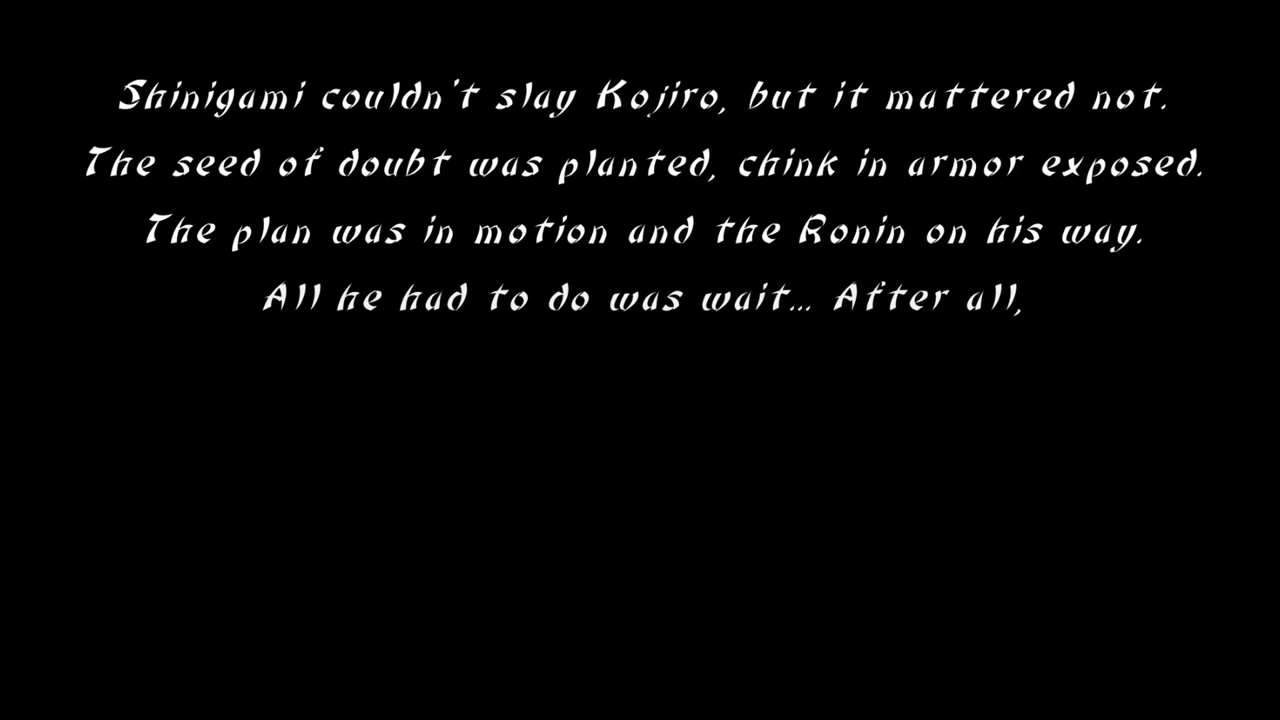 Shinigami couldn't slay Kojiro, but it mattered not.
The seed of doubt was planted, chink in armor exposed.
The plan was in motion and the Ronin on his way.
All he had to do was wait... After all,